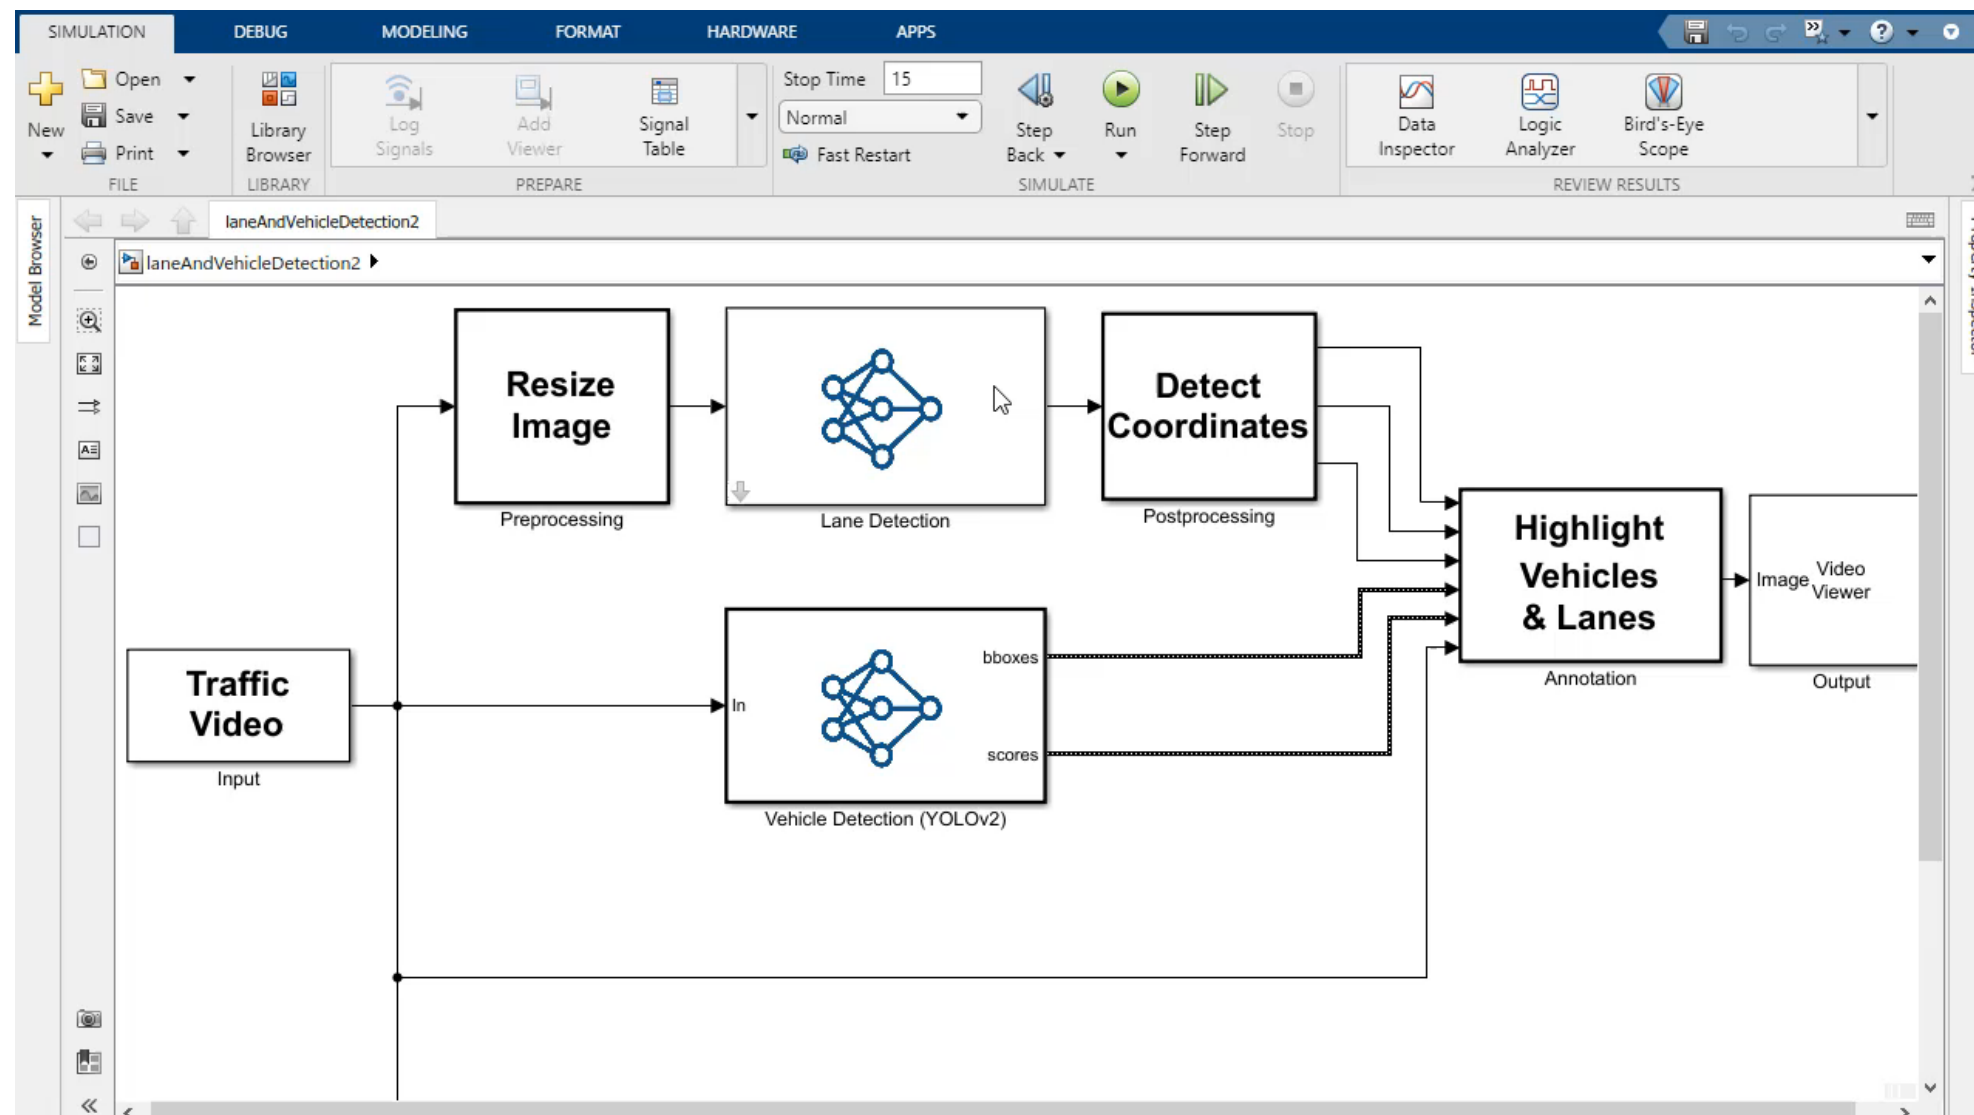 SIMULATION
DEBUG
MODELING
FORMAT
HARDWARE
APPS
New
Open
Save
Print
FILE
Library
Browser
LIBRARY
Log
Signals
Add
Viewer
Signal
Table
PREPARE
Stop Time
15
Normal
Fast Restart
Step
Back
Run
Step
Forward
Stop
SIMULATE
Data
Inspector
Logic
Analyzer
Bird's-Eye
Scope
REVIEW RESULTS
Model Browser
laneAndVehicleDetection2
laneAndVehicleDetection2
Resize
Image
Preprocessing
Lane Detection
Detect
Coordinates
Postprocessing
Traffic
Video
Input
In
bboxes
scores
Vehicle Detection (YOLOv2)
Highlight
Vehicles
& Lanes
Annotation
Image
Video
Viewer
Output